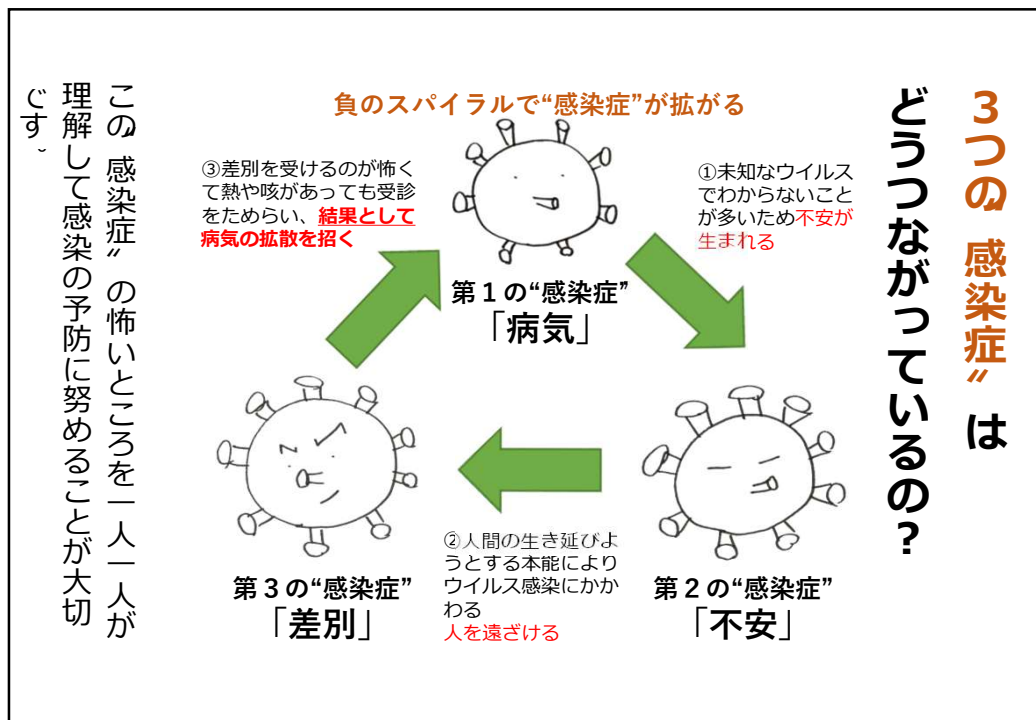 3つの〝感染症〟は
どうつながっているの?
負のスパイラルで“感染症”が拡がる
①未知なウイルス
でわからないこと
が多いため不安が
生まれる
第1の“感染症”
「病気」
第2の“感染症”
「不安」
②人間の生き延びよ
うとする本能により
ウイルス感染にかか
わる
人を遠ざける
第3の“感染症”
「差別」
③差別を受けるのが怖く
て熱や咳があっても受診
をためらい、結果として
病気の拡散を招く
この〝感染症〟の怖いところを一人一人が
理解して感染の予防に努めることが大切
です。